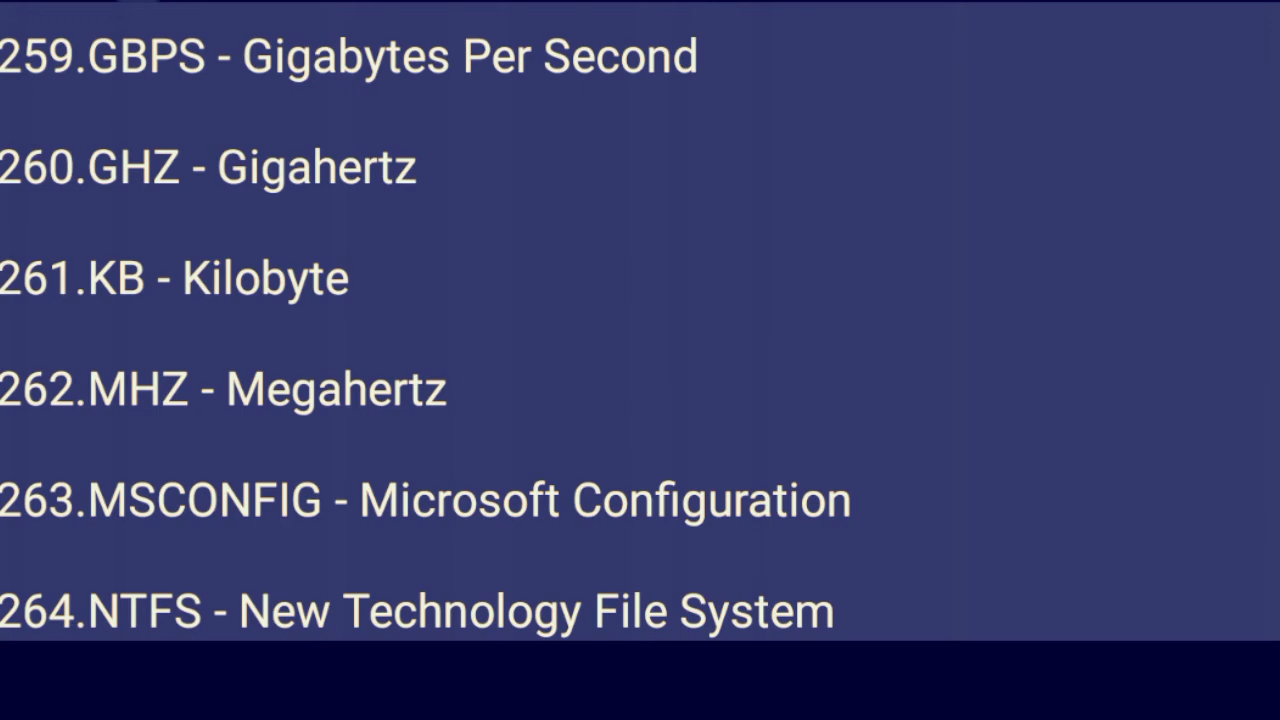 259.GBPS - Gigabytes Per Second
260.GHZ - Gigahertz
261.KB - Kilobyte
262.MHZ - Megahertz
263.MSCONFIG - Microsoft Configuration
264.NTFS - New Technology File System